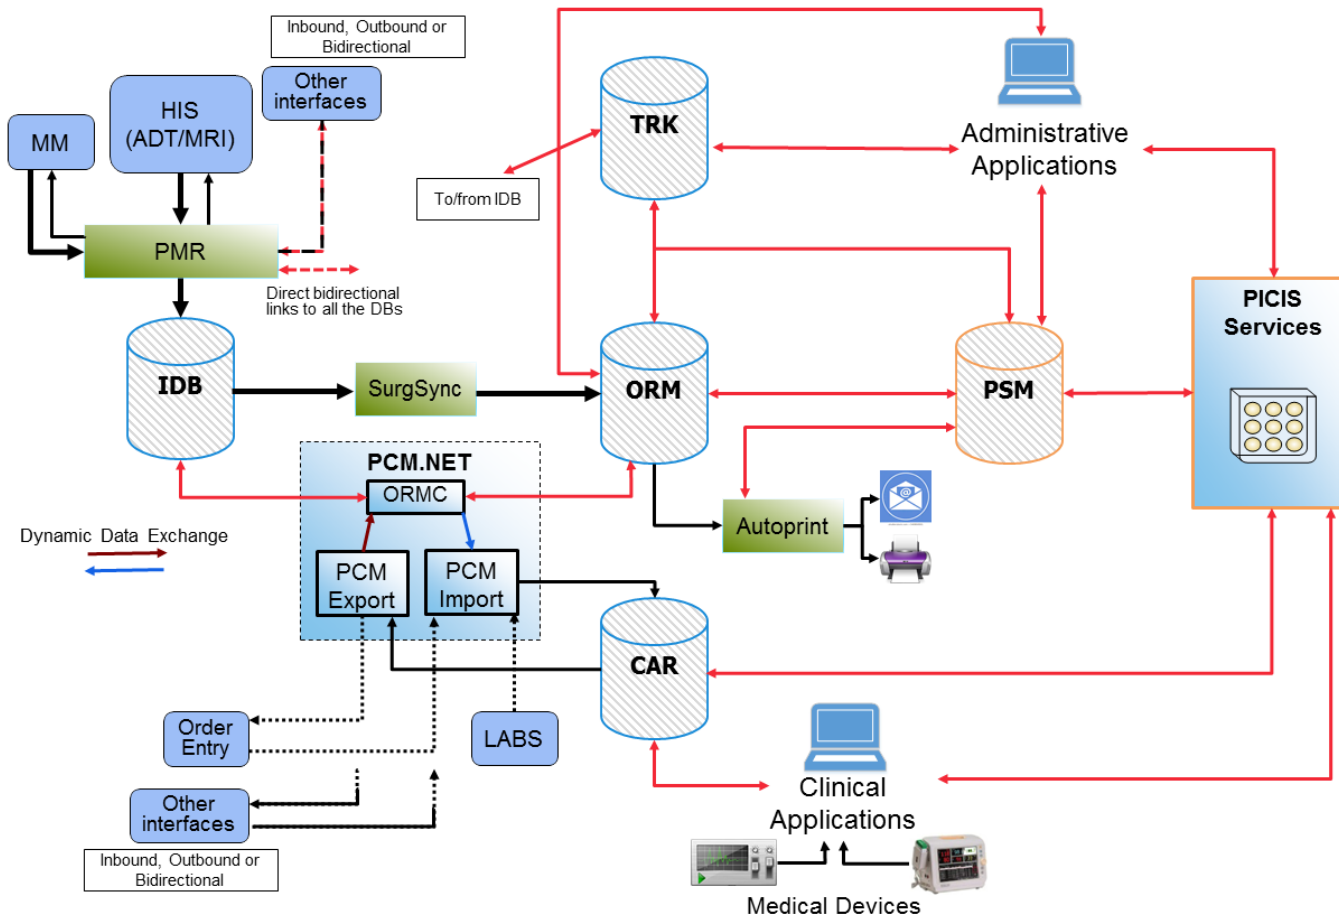 Inbound, Outbound or
Bidirectional
Other
interfaces
HIS
(ADT/MRI)
MM
TRK
Administrative
Applications
To/from IDB
PMR
Direct bidirectional
links to all the DBs
PICIS
Services
IDB
SurgSync
ORM
PSM
PCM.NET
ORMC
Autoprint
Dynamic Data Exchange
PCM
Export
PCM
Import
CAR
Order
Entry
LABS
Other
interfaces
Inbound, Outbound or
Bidirectional
Clinical
Applications
Medical Devices